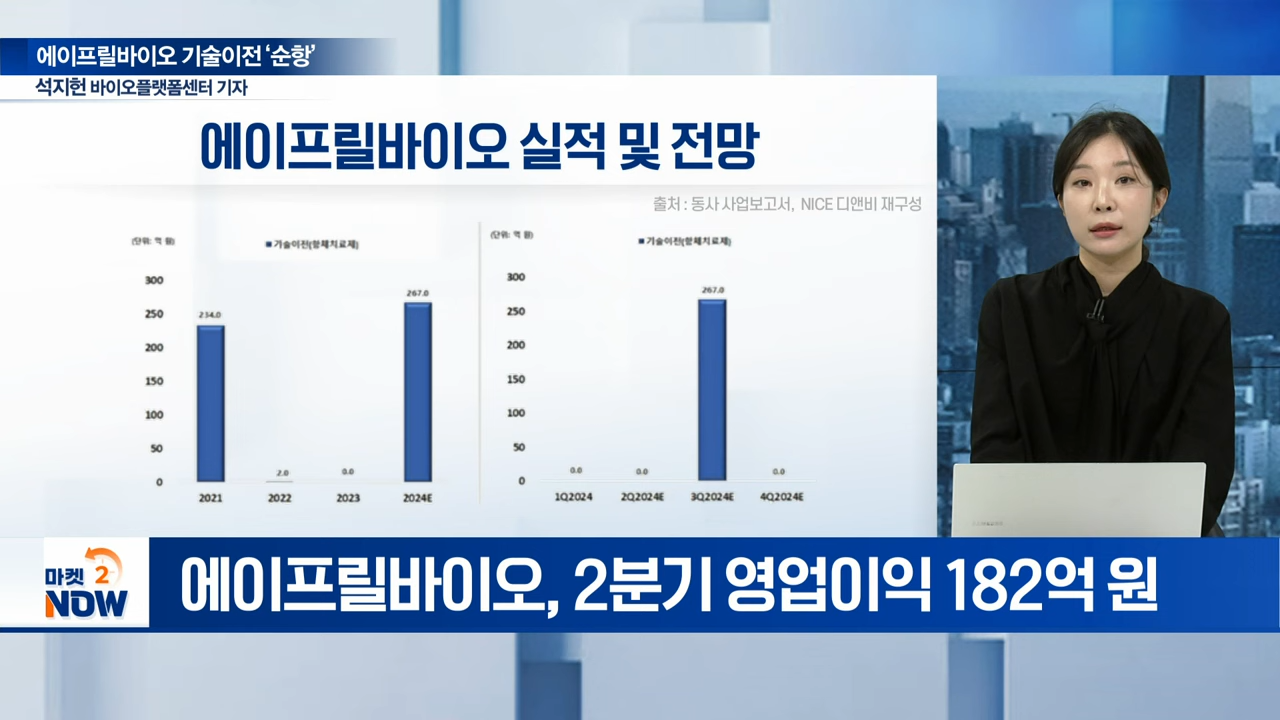 에이프릴바이오 기술이전 ‘순항’
석지헌 바이오플랫폼센터 기자
에이프릴바이오 실적 및 전망
출처 : 동사 사업보고서, NICE 디앤비 재구성
(단위: 억 원)
기술이전(항체치료제)
300
250
200
150
100
50
0
234.0
2.0
0.0
267.0
2021
2022
2023
2024E
(단위: 억 원)
기술이전(항체치료제)
300
250
200
150
100
50
0
0.0
0.0
267.0
0.0
1Q2024
2Q2024E
3Q2024E
4Q2024E
마켓 2
NOW
에이프릴바이오, 2분기 영업이익 182억 원